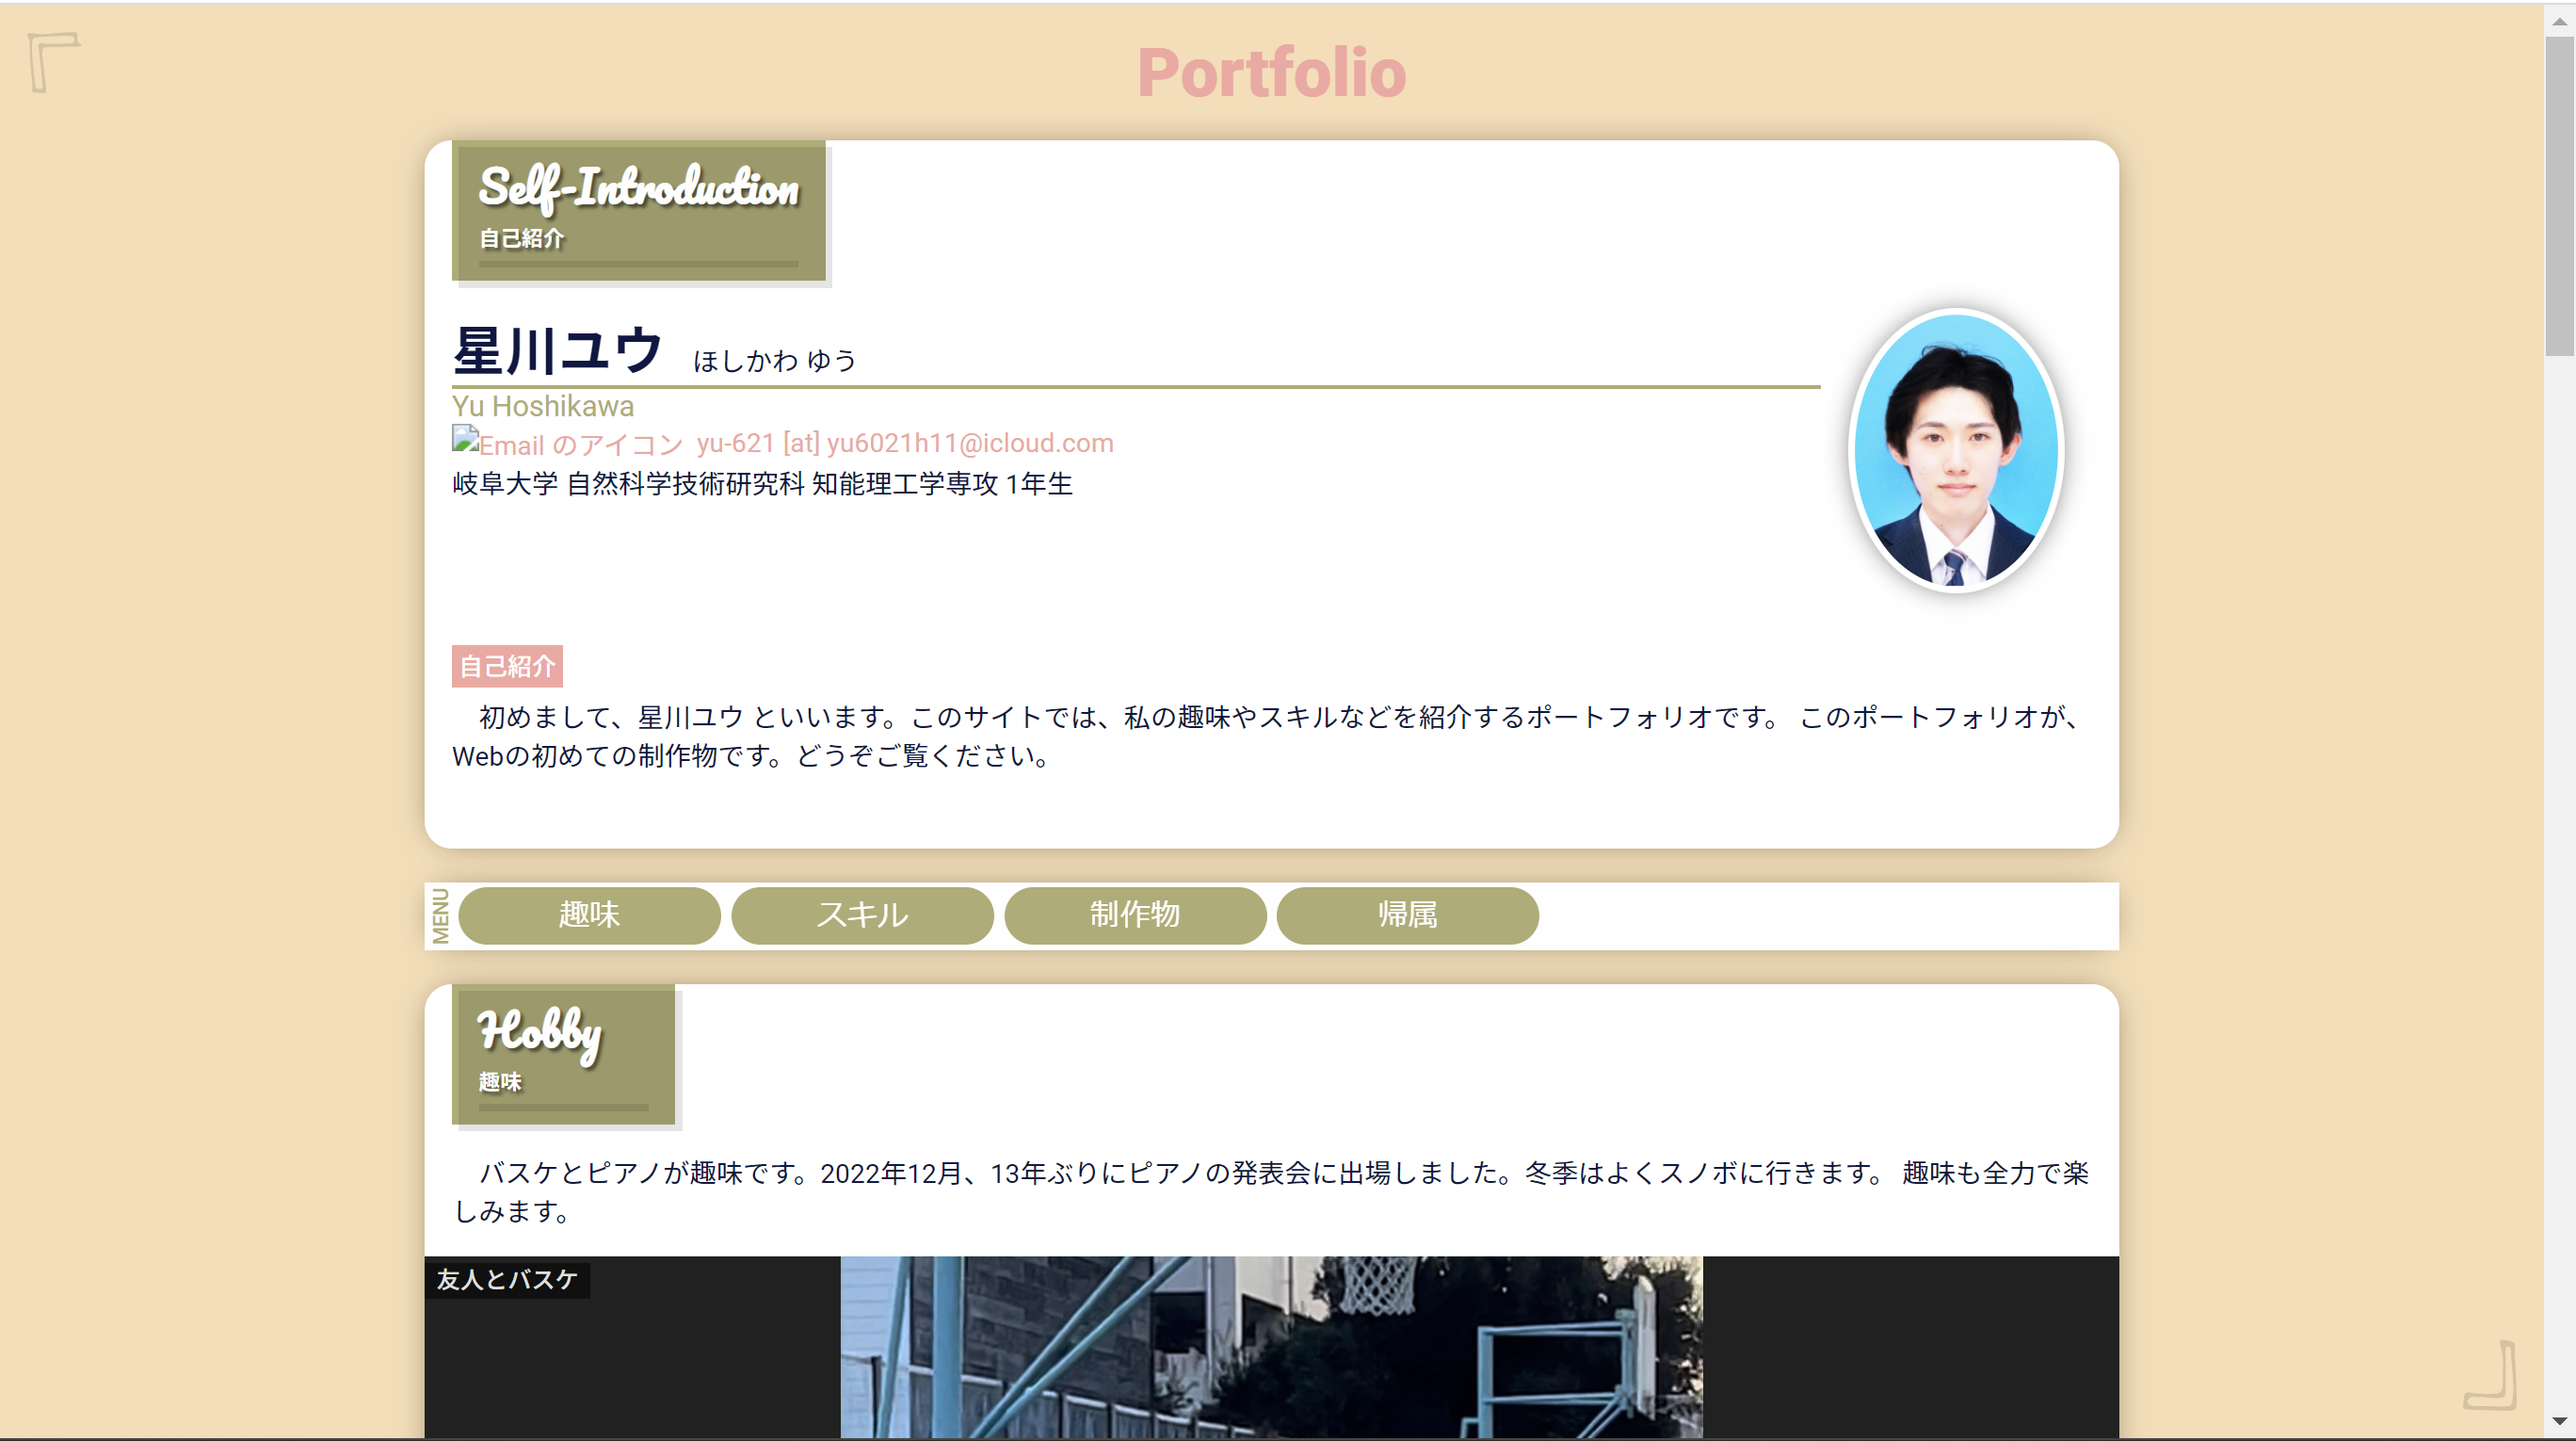 Portfolio
Self-Introduction
自己紹介
星川ユウ ほしかわ ゆう
Yu Hoshikawa
Email のアイコン yu-621 [at] yu6021h11@icloud.com
岐阜大学 自然科学技術研究科 知能理工学専攻 1年生
自己紹介
初めまして、星川ユウ といいます。このサイトでは、私の趣味やスキルなどを紹介するポートフォリオです。 このポートフォリオが、
Webの初めての制作物です。どうぞご覧ください。
MENU 趣味 スキル 制作物 帰属
Hobby
趣味
バスケとピアノが趣味です。2022年12月、13年ぶりにピアノの発表会に出場しました。冬季はよくスノボに行きます。 趣味も全力で楽
しみます。
友人とバスケ